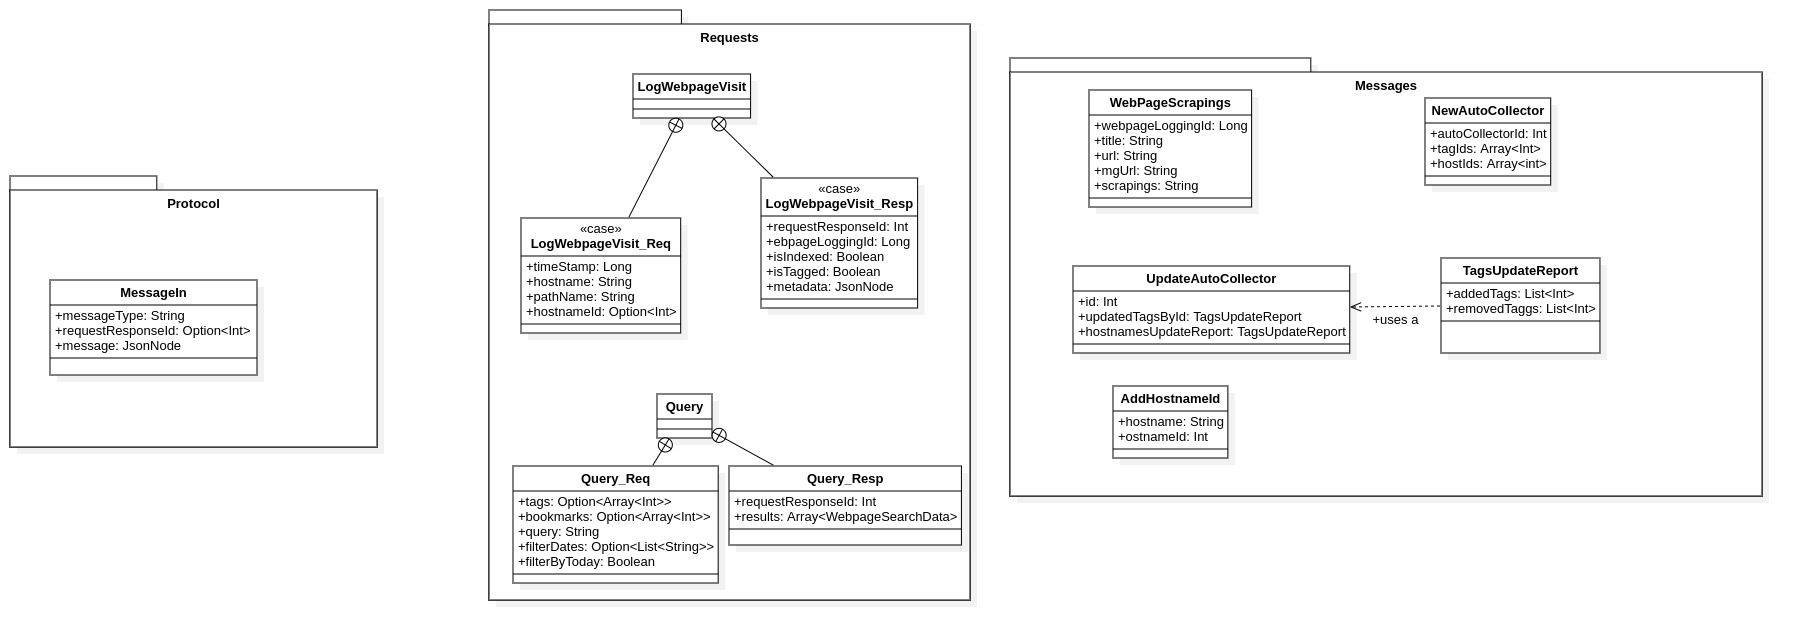 Protocol
MessageIn
+messageType: String
+requestResponseId: Option<Int>
+message: JsonNode
Requests
LogWebpageVisit
«case»
LogWebpageVisit_Req
+timeStamp: Long
+hostname: String
+pathName: String
+hostnameId: Option<Int>
«case»
LogWebpageVisit_Resp
+requestResponseId: Int
+ebpageLoggingId: Long
+isIndexed: Boolean
+isTagged: Boolean
+metadata: JsonNode
Query
Query_Req
+tags: Option<Array<Int>>
+bookmarks: Option<Array<Int>>
+query: String
+filterDates: Option<List<String>>
+filterByToday: Boolean
Query_Resp
+requestResponseId: Int
+results: Array<WebpageSearchData>
Messages
WebPageScrapings
+webpageLoggingId: Long
+title: String
+url: String
+mgUrl: String
+scrapings: String
NewAutoCollector
+autoCollectorId: Int
+tagIds: Array<Int>
+hostIds: Array<int>
UpdateAutoCollector
+id: Int
+updatedTagsById: TagsUpdateReport
+hostnamesUpdateReport: TagsUpdateReport
+uses a
TagsUpdateReport
+addedTags: List<Int>
+removedTaggs: List<Int>
AddHostnameId
+hostname: String
+ostnameId: Int